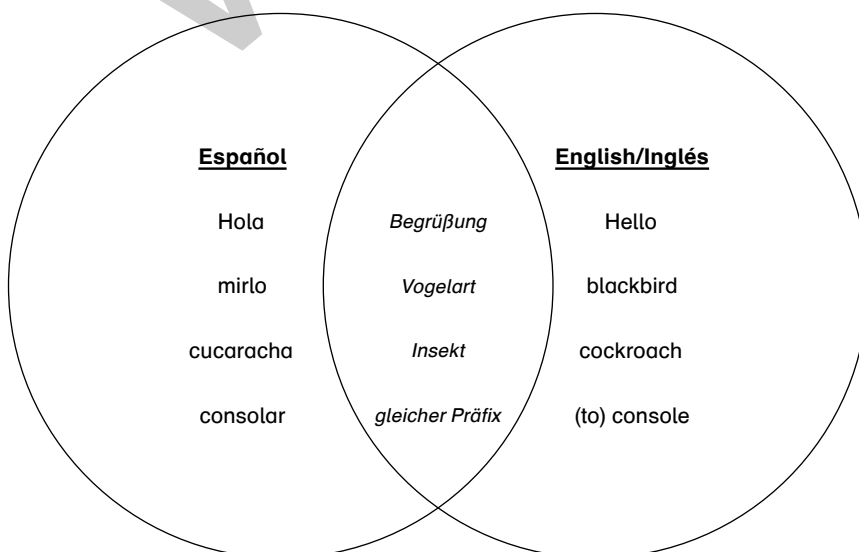 Español English/Inglés
Hola Begrüßung Hello
mirlo Vogelart blackbird
cucaracha Insekt cockroach
consolar gleicher Präfix (to) console